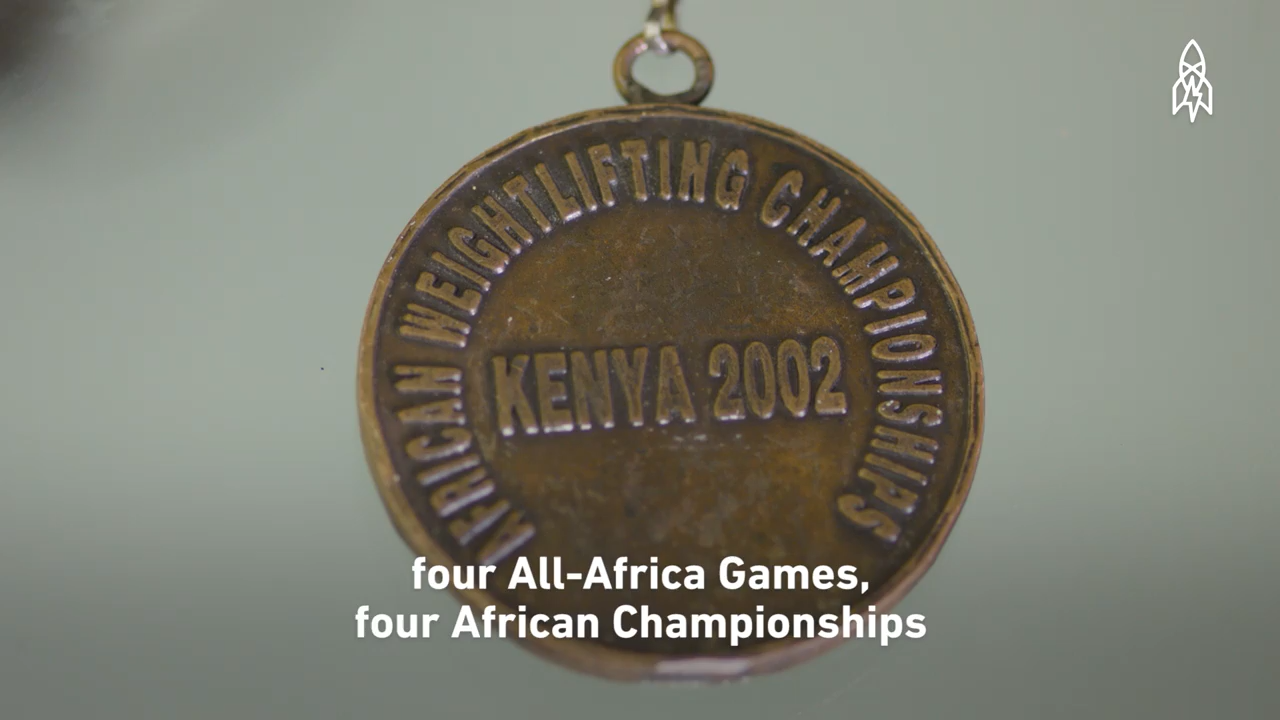 AFRICAN WEIGHTLIFTING CHAMPIONSHIPS
KENYA 2002
four All-Africa Games,
four African Championships